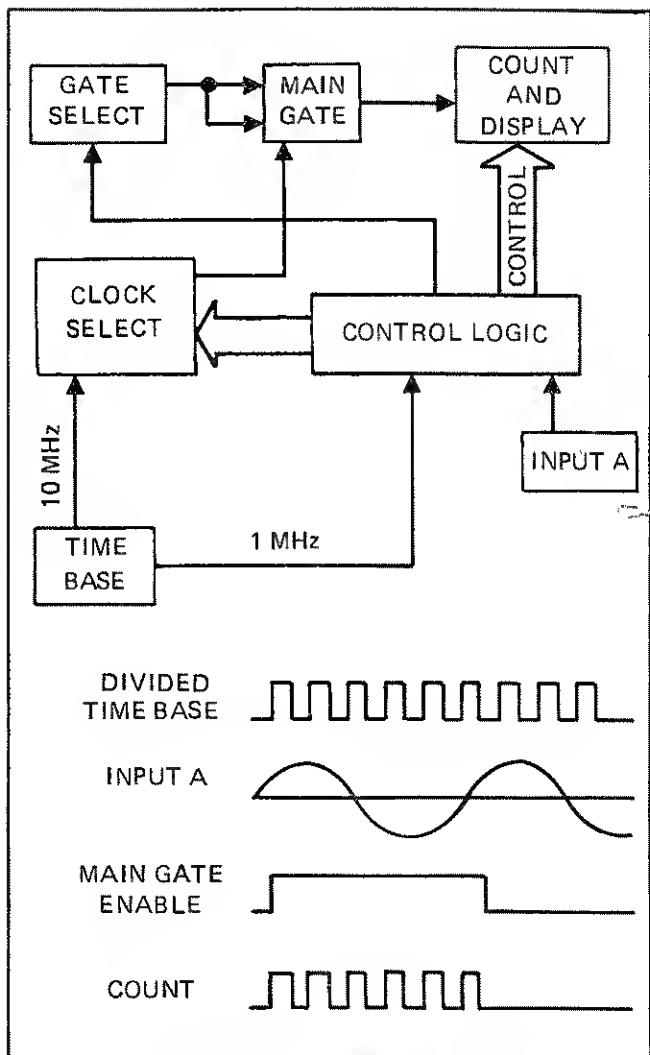 GATE
SELECT
MAIN
GATE
COUNT
AND
DISPLAY
CONTROL
CLOCK
SELECT
CONTROL LOGIC
10 MHz
INPUT A
TIME
BASE
1 MHz
DIVIDED
TIME BASE
INPUT A
MAIN GATE
ENABLE
COUNT